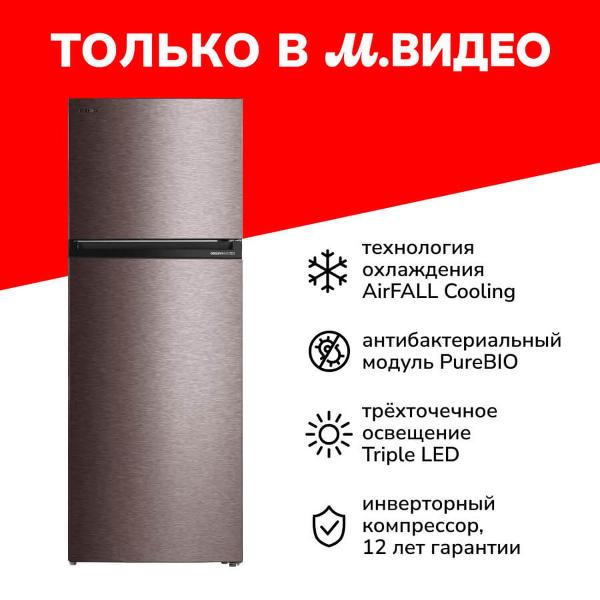 ТОЛЬКО В М.ВИДЕО
технология
охлаждения
AirFALL Cooling
антибактериальный
модуль PureBIO
трёхточечное
освещение
Triple LED
инверторный
компрессор,
12 лет гарантии